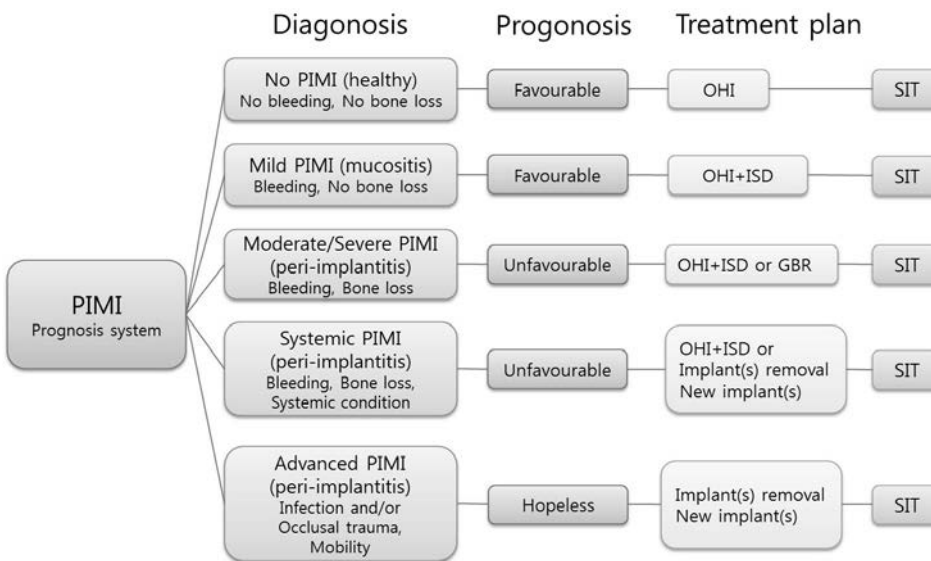 Diagonosis
Progonosis
Treatment plan
PIMI
Prognosis system
No PIMI (healthy)
No bleeding, No bone loss
Favourable
OHI
SIT
Mild PIMI (mucositis)
Bleeding, No bone loss
Favourable
OHI+ISD
SIT
Moderate/Severe PIMI
(peri-implantitis)
Bleeding, Bone loss
Unfavourable
OHI+ISD or GBR
SIT
Systemic PIMI
(peri-implantitis)
Bleeding, Bone loss,
Systemic condition
Unfavourable
OHI+ISD or
Implant(s) removal
New implant(s)
SIT
Advanced PIMI
(peri-implantitis)
Infection and/or
Occlusal trauma,
Mobility
Hopeless
Implant(s) removal
New implant(s)
SIT